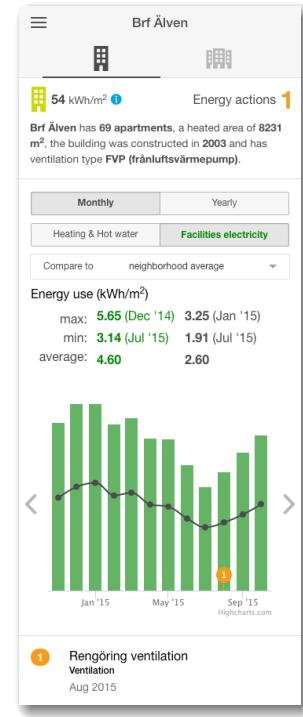 Brf Älven
54 kWh/m² i Energy actions 1
Brf Älven has 69 apartments, a heated area of 8231
m², the building was constructed in 2003 and has
ventilation type FVP (frånluftsvärmepump).
Monthly Yearly
Heating & Hot water Facilities electricity
Compare to neighborhood average
Energy use (kWh/m²)
max: 5.65 (Dec '14) 3.25 (Jan '15)
min: 3.14 (Jul '15) 1.91 (Jul '15)
average: 4.60 2.60
1
Jan '15 May '15 Sep '15
Highcharts.com
1 Rengöring ventilation
Ventilation
Aug 2015